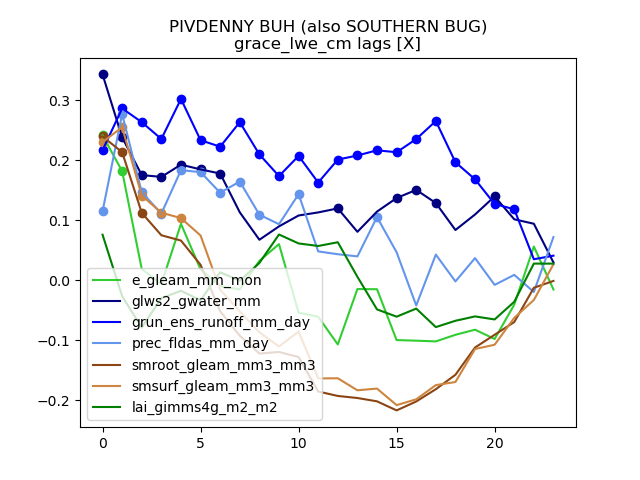 PIVDENNY BUH (also SOUTHERN BUG)
grace_lwe_cm lags [X]
0.3
0.2
0.1
0.0
−0.1
−0.2
e_gleam_mm_mon
glws2_gwater_mm
grun_ens_runoff_mm_day
prec_fldas_mm_day
smroot_gleam_mm3_mm3
smsurf_gleam_mm3_mm3
lai_gimms4g_m2_m2
0 5 10 15 20